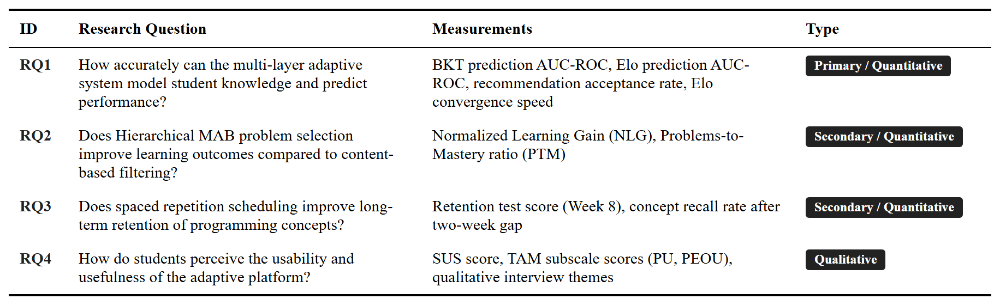 ID Research Question Measurements Type
RQ1 How accurately can the multi-layer adaptive BKT prediction AUC-ROC, Elo prediction AUC- Primary / Quantitative
system model student knowledge and predict ROC, recommendation acceptance rate, Elo
performance? convergence speed
RQ2 Does Hierarchical MAB problem selection Normalized Learning Gain (NLG), Problems-to- Secondary / Quantitative
improve learning outcomes compared to content- Mastery ratio (PTM)
based filtering?
RQ3 Does spaced repetition scheduling improve long- Retention test score (Week 8), concept recall rate after Secondary / Quantitative
term retention of programming concepts? two-week gap
RQ4 How do students perceive the usability and SUS score, TAM subscale scores (PU, PEOU), Qualitative
usefulness of the adaptive platform? qualitative interview themes